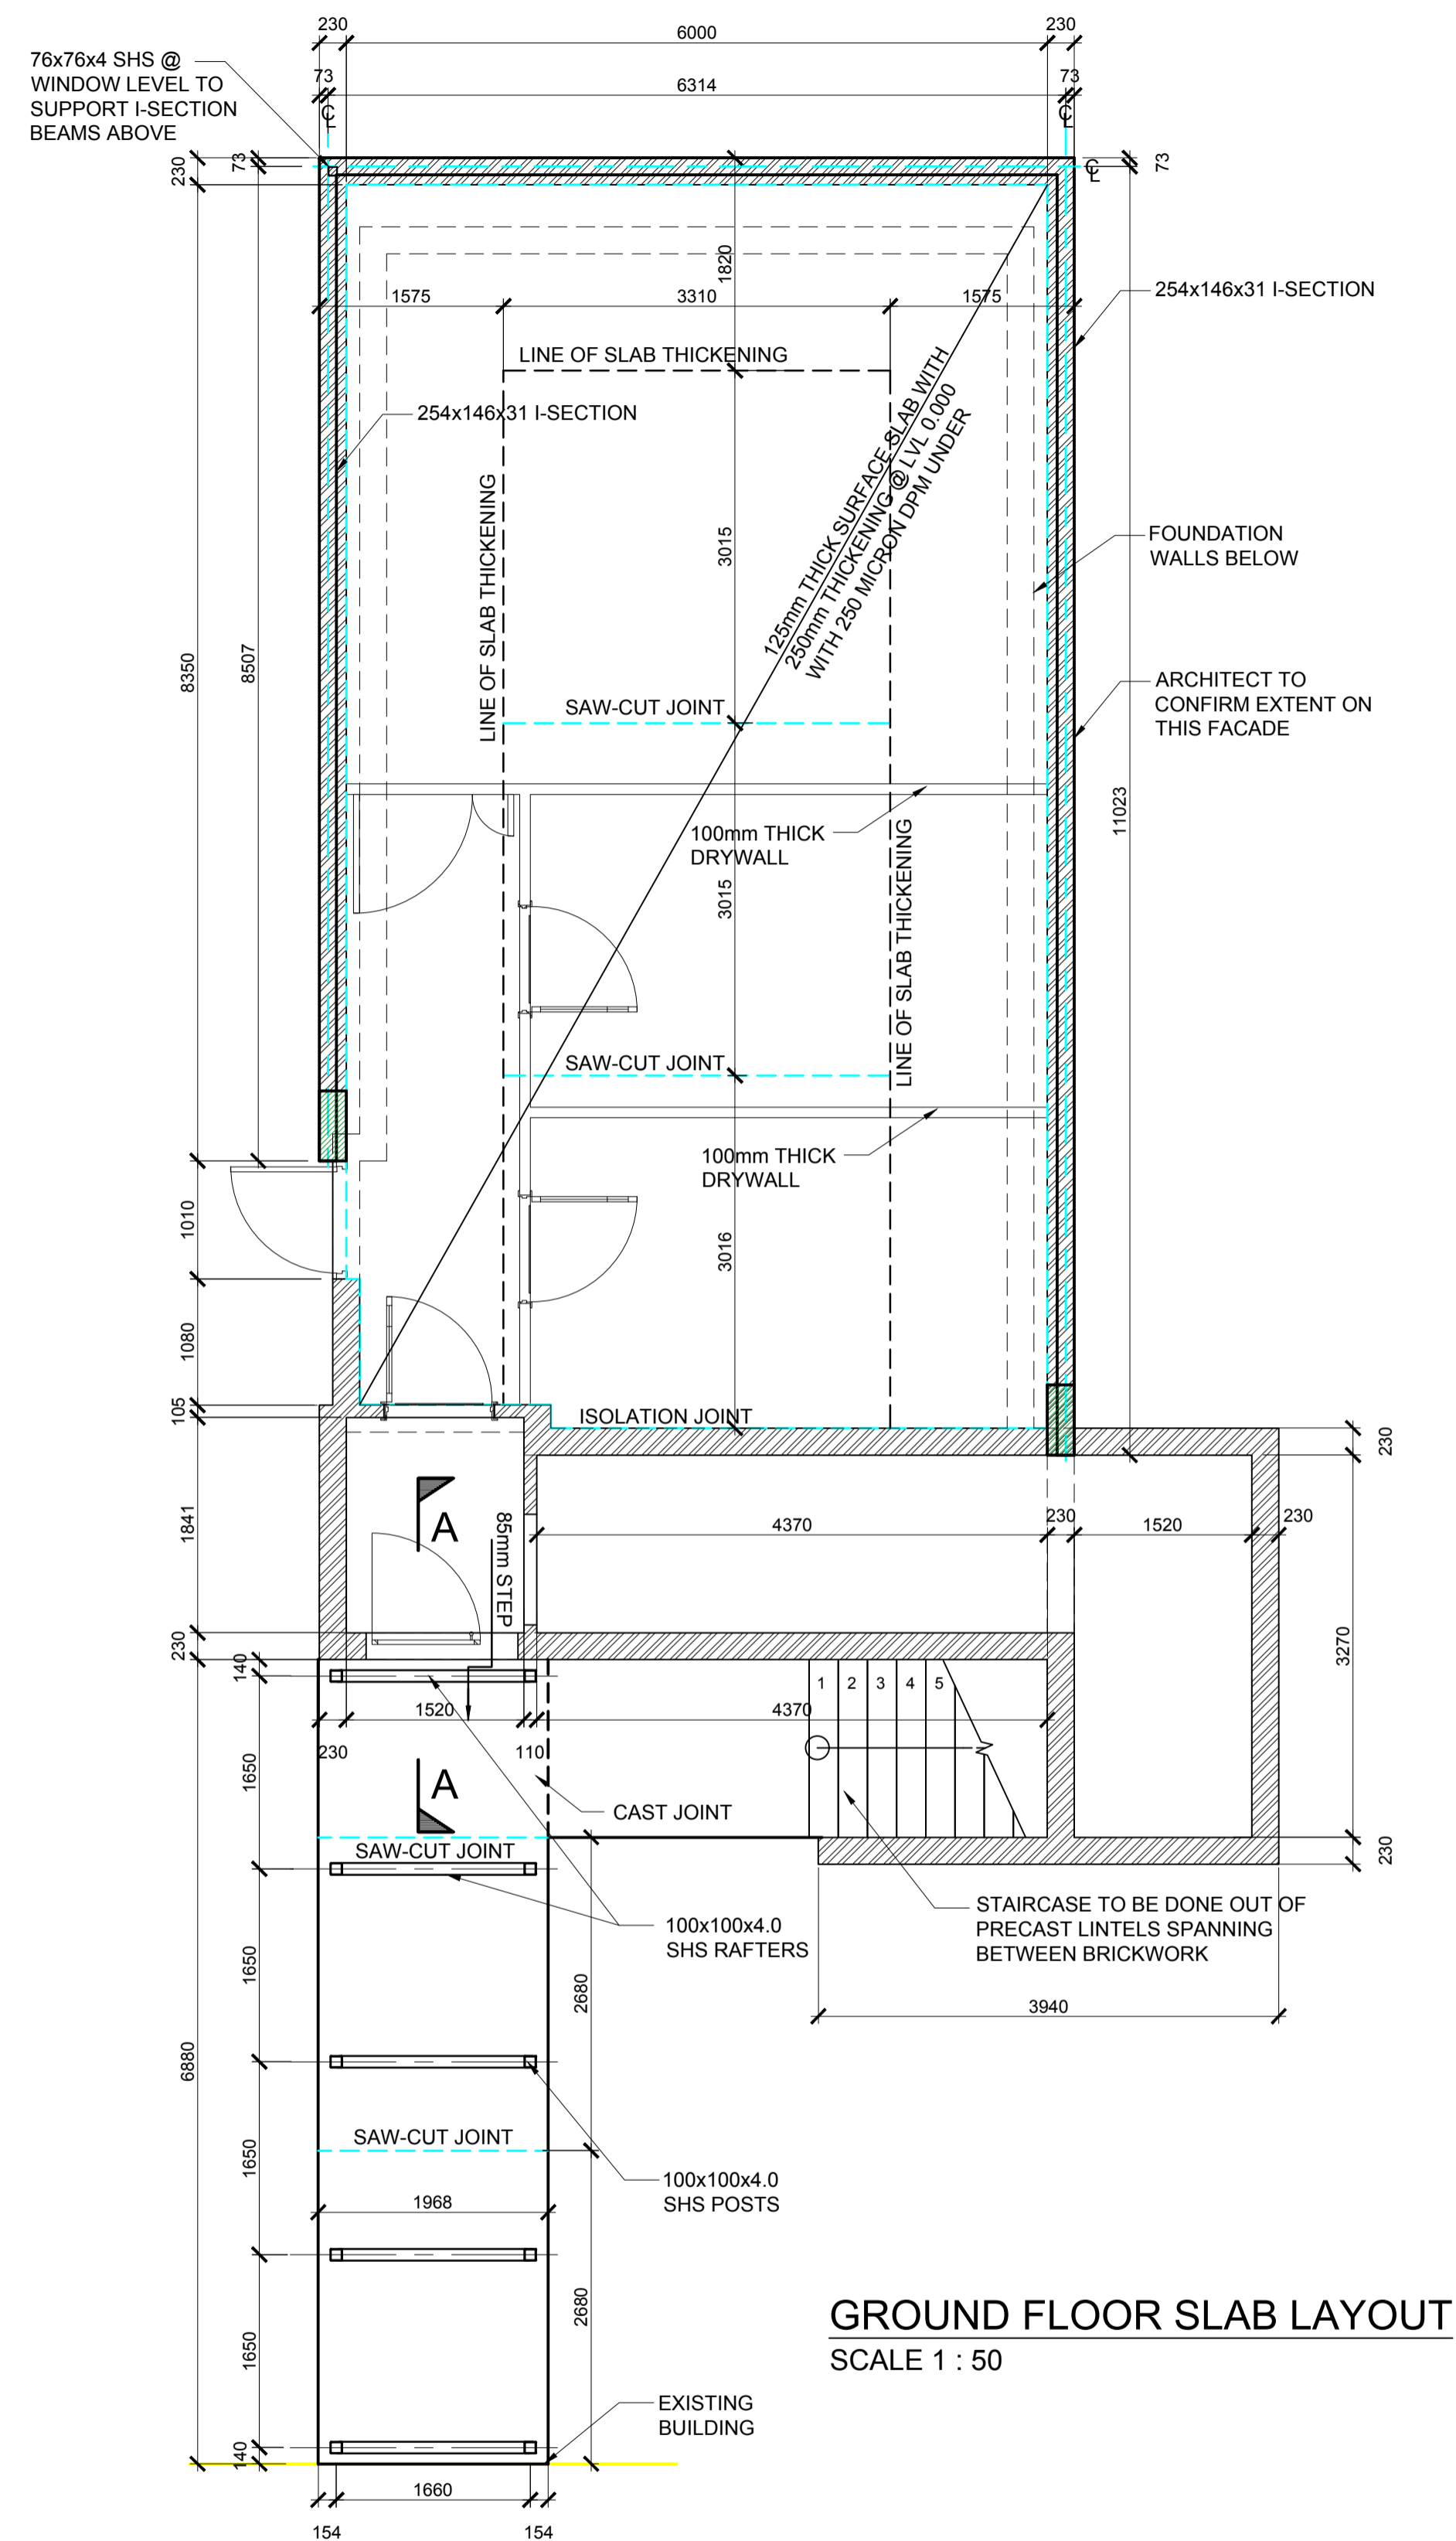 230
6000
230
76x76x4 SHS @
WINDOW LEVEL TO
SUPPORT I-SECTION
BEAMS ABOVE
73
6314
73
CL
CL
230
73
CL
73
1820
1575
3310
1575
254x146x31 I-SECTION
LINE OF SLAB THICKENING
254x146x31 I-SECTION
125mm THICK SURFACE SLAB WITH
250mm THICKENING @ LVL 0.000
WITH 250 MICRON DPM UNDER
LINE OF SLAB THICKENING
3015
FOUNDATION
WALLS BELOW
8350
8507
SAW-CUT JOINT
ARCHITECT TO
CONFIRM EXTENT ON
THIS FACADE
11023
100mm THICK
DRYWALL
3015
LINE OF SLAB THICKENING
SAW-CUT JOINT
100mm THICK
DRYWALL
1010
3016
1080
105
ISOLATION JOINT
230
1841
A
85mm STEP
4370
230
1520
230
3270
230
140
1 2 3 4 5
1520
4370
230
110
1650
A
CAST JOINT
SAW-CUT JOINT
230
STAIRCASE TO BE DONE OUT OF
PRECAST LINTELS SPANNING
BETWEEN BRICKWORK
100x100x4.0
SHS RAFTERS
1650
2680
3940
6880
SAW-CUT JOINT
1650
100x100x4.0
SHS POSTS
1968
2680
1650
GROUND FLOOR SLAB LAYOUT
SCALE 1 : 50
EXISTING
BUILDING
140
1660
154
154